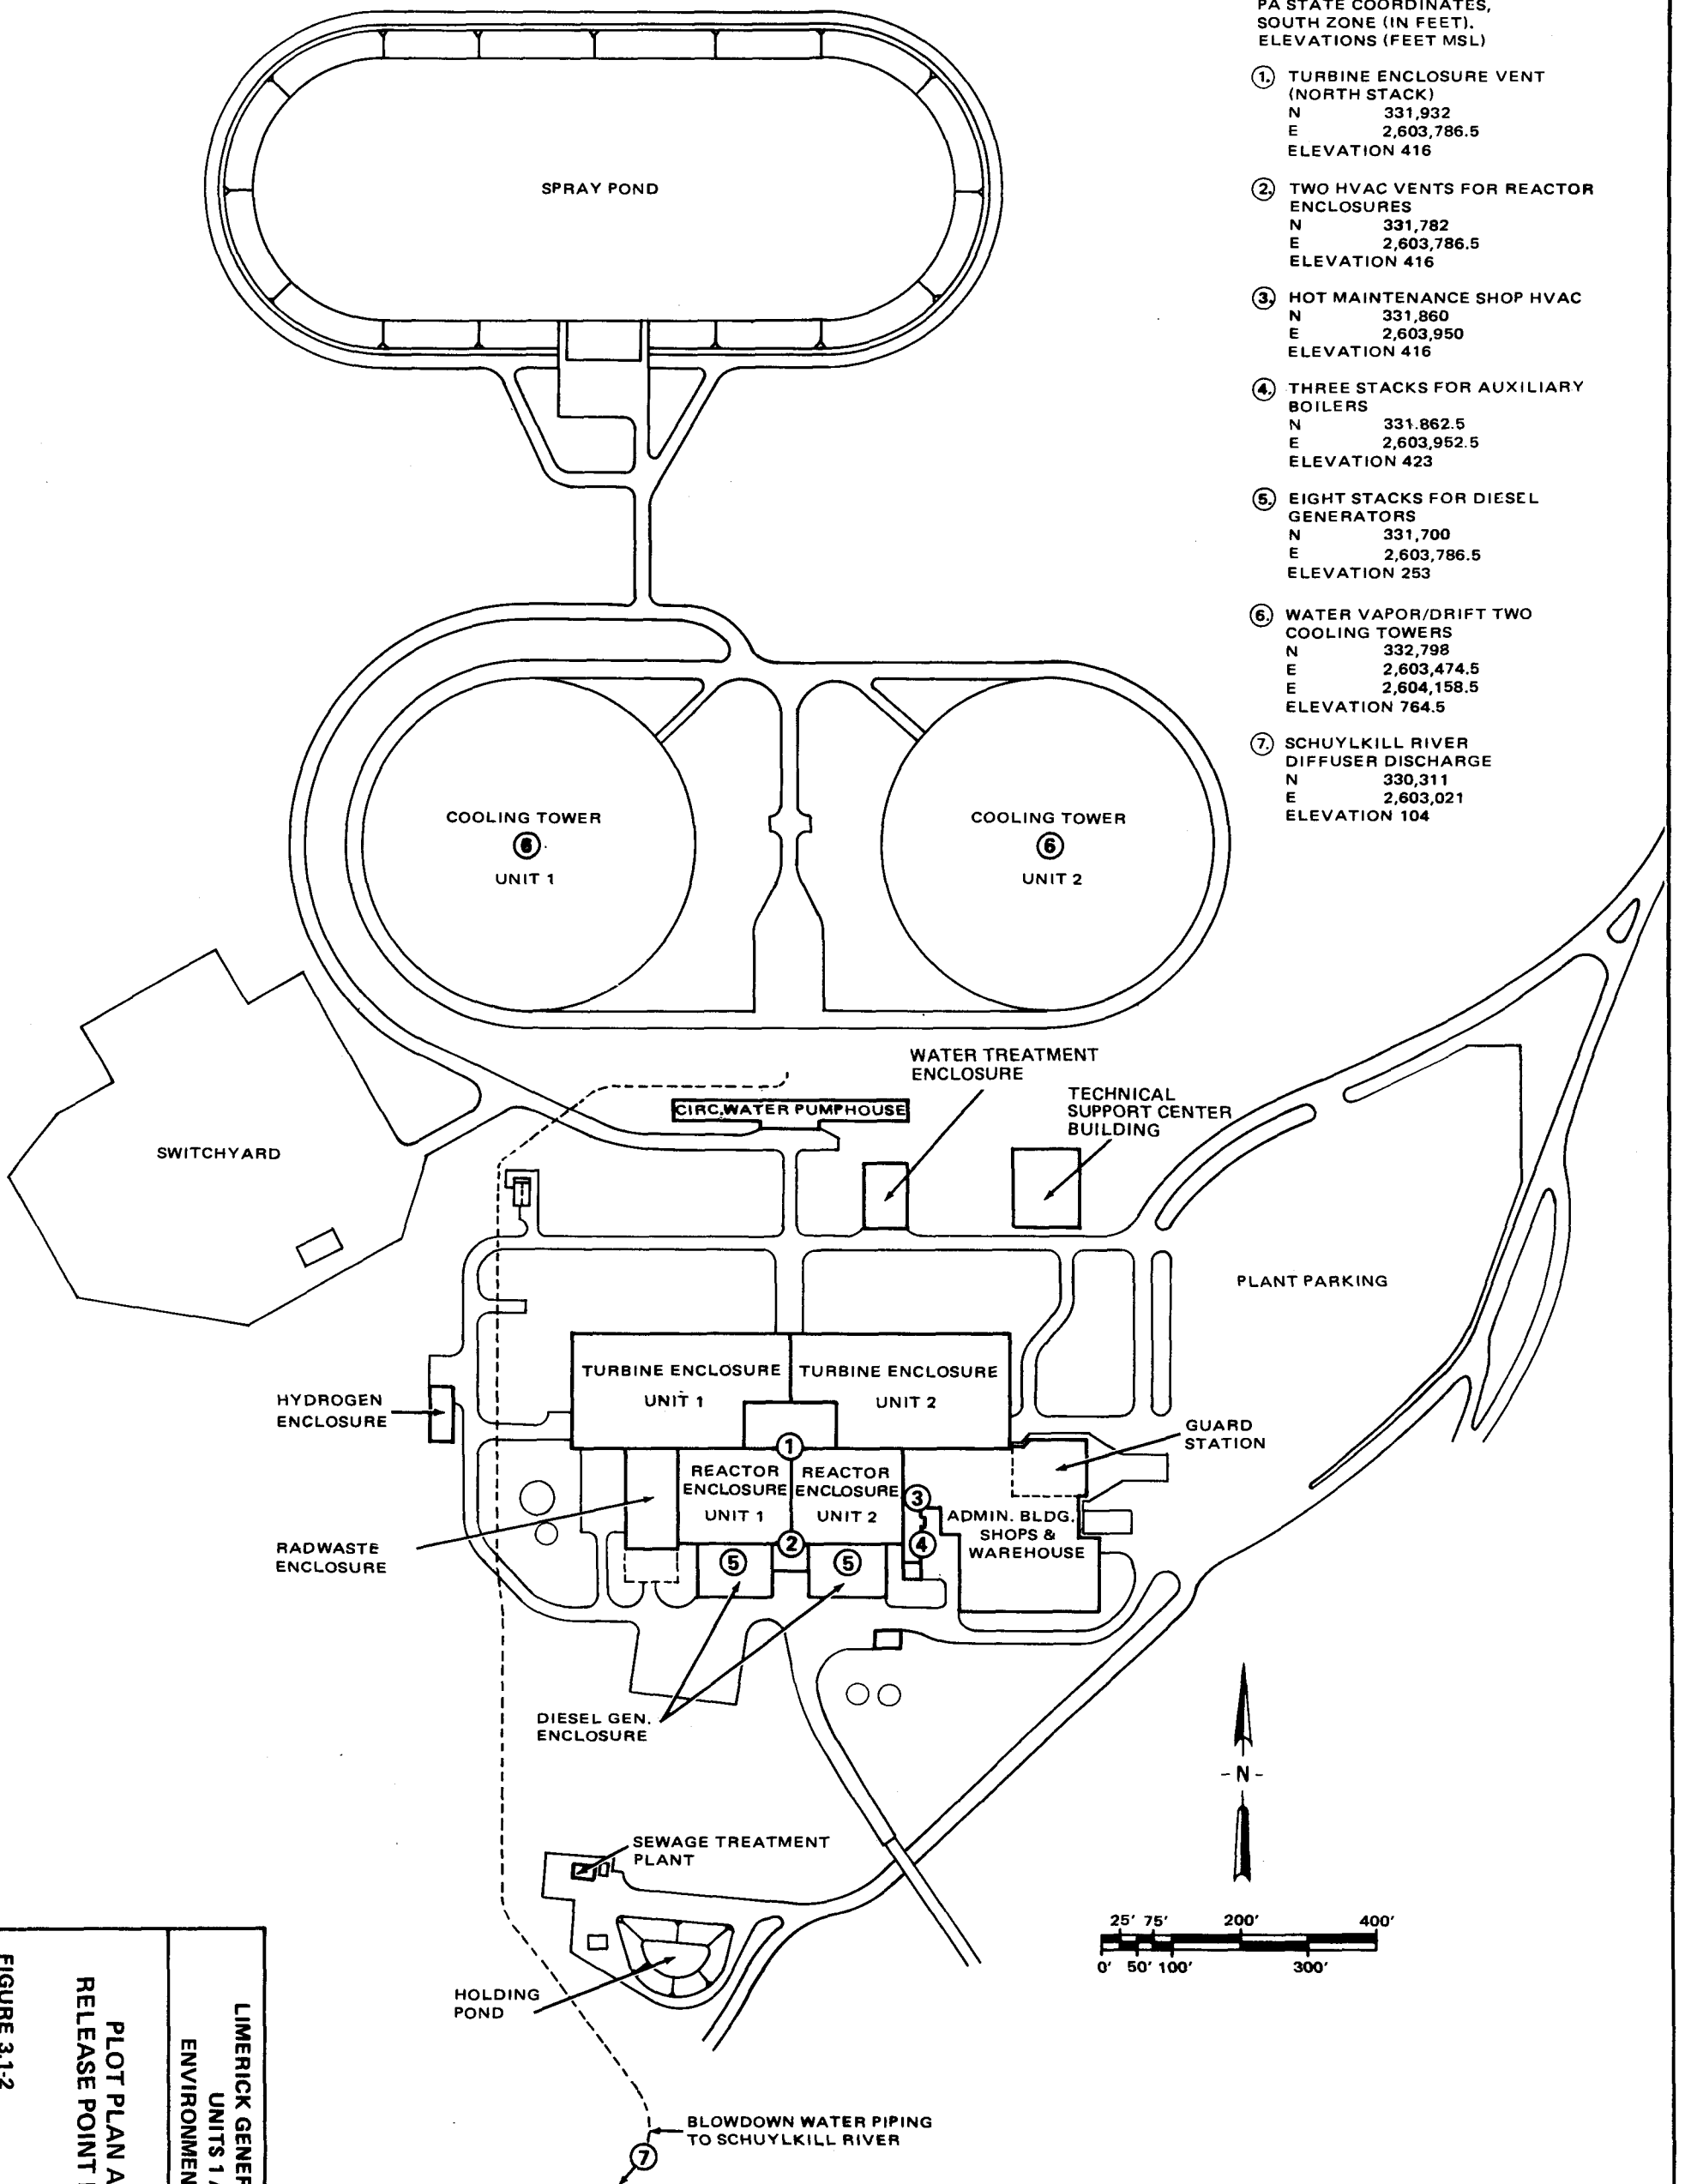 PA STATE COORDINATES,
SOUTH ZONE (IN FEET).
ELEVATIONS (FEET MSL)
1. TURBINE ENCLOSURE VENT
(NORTH STACK)
N 331,932
E 2,603,786.5
ELEVATION 416
2. TWO HVAC VENTS FOR REACTOR
ENCLOSURES
N 331,782
E 2,603,786.5
ELEVATION 416
3. HOT MAINTENANCE SHOP HVAC
N 331,860
E 2,603,950
ELEVATION 416
4. THREE STACKS FOR AUXILIARY
BOILERS
N 331.862.5
E 2,603,952.5
ELEVATION 423
5. EIGHT STACKS FOR DIESEL
GENERATORS
N 331,700
E 2,603,786.5
ELEVATION 253
6. WATER VAPOR/DRIFT TWO
COOLING TOWERS
N 332,798
E 2,603,474.5
E 2,604,158.5
ELEVATION 764.5
7. SCHUYLKILL RIVER
DIFFUSER DISCHARGE
N 330,311
E 2,603,021
ELEVATION 104
SPRAY POND
COOLING TOWER
6
UNIT 1
COOLING TOWER
6
UNIT 2
WATER TREATMENT
ENCLOSURE
TECHNICAL
SUPPORT CENTER
BUILDING
CIRC.WATER PUMPHOUSE
SWITCHYARD
PLANT PARKING
TURBINE ENCLOSURE
UNIT 1
TURBINE ENCLOSURE
UNIT 2
HYDROGEN
ENCLOSURE
GUARD
STATION
1
REACTOR
ENCLOSURE
UNIT 1
REACTOR
ENCLOSURE
UNIT 2
3
ADMIN. BLDG.
SHOPS &
WAREHOUSE
2
4
RADWASTE
ENCLOSURE
5
5
DIESEL GEN.
ENCLOSURE
- N -
SEWAGE TREATMENT
PLANT
25' 75' 200' 400'
0' 50' 100' 300'
HOLDING
POND
BLOWDOWN WATER PIPING
TO SCHUYLKILL RIVER
7
LIMERICK GENER
UNITS 1 A
ENVIRONMEN
PLOT PLAN A
RELEASE POINT
FIGURE 3.1-2